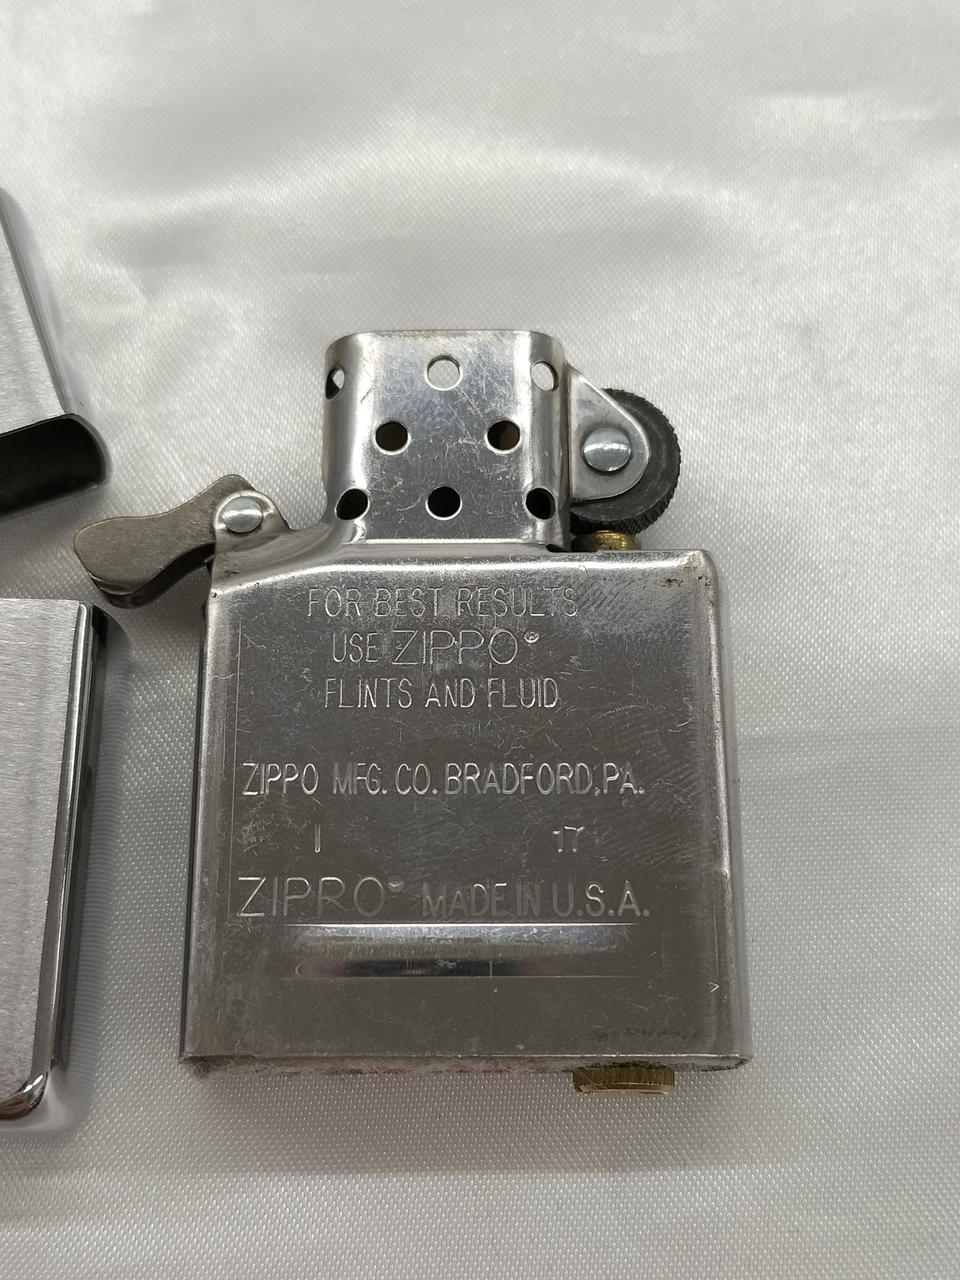 FOR BEST RESULTS
USE ZIPPO®
FLINTS AND FLUID
ZIPPO MFG. CO. BRADFORD, PA.
I 17
ZIPPO® MADE IN U.S.A.